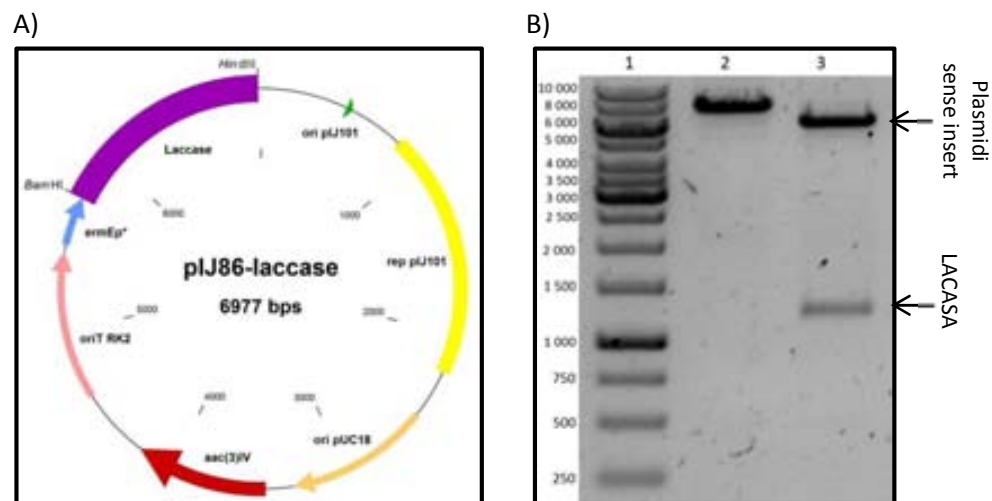 A)
HindIII
ori pIJ101
Laccase
I
BamHI
6000
1000
ermEp*
pIJ86-laccase
rep pIJ101
6977 bps
oriT RK2
5000
2000
4000
3000
ori pUC18
aac(3)IV
B)
1 2 3
10 000
8 000
6 000
5 000
4 000
3 500
3 000
2 500
2 000
1 500
1 000
750
500
250
Plasmidi
sense insert
LACASA